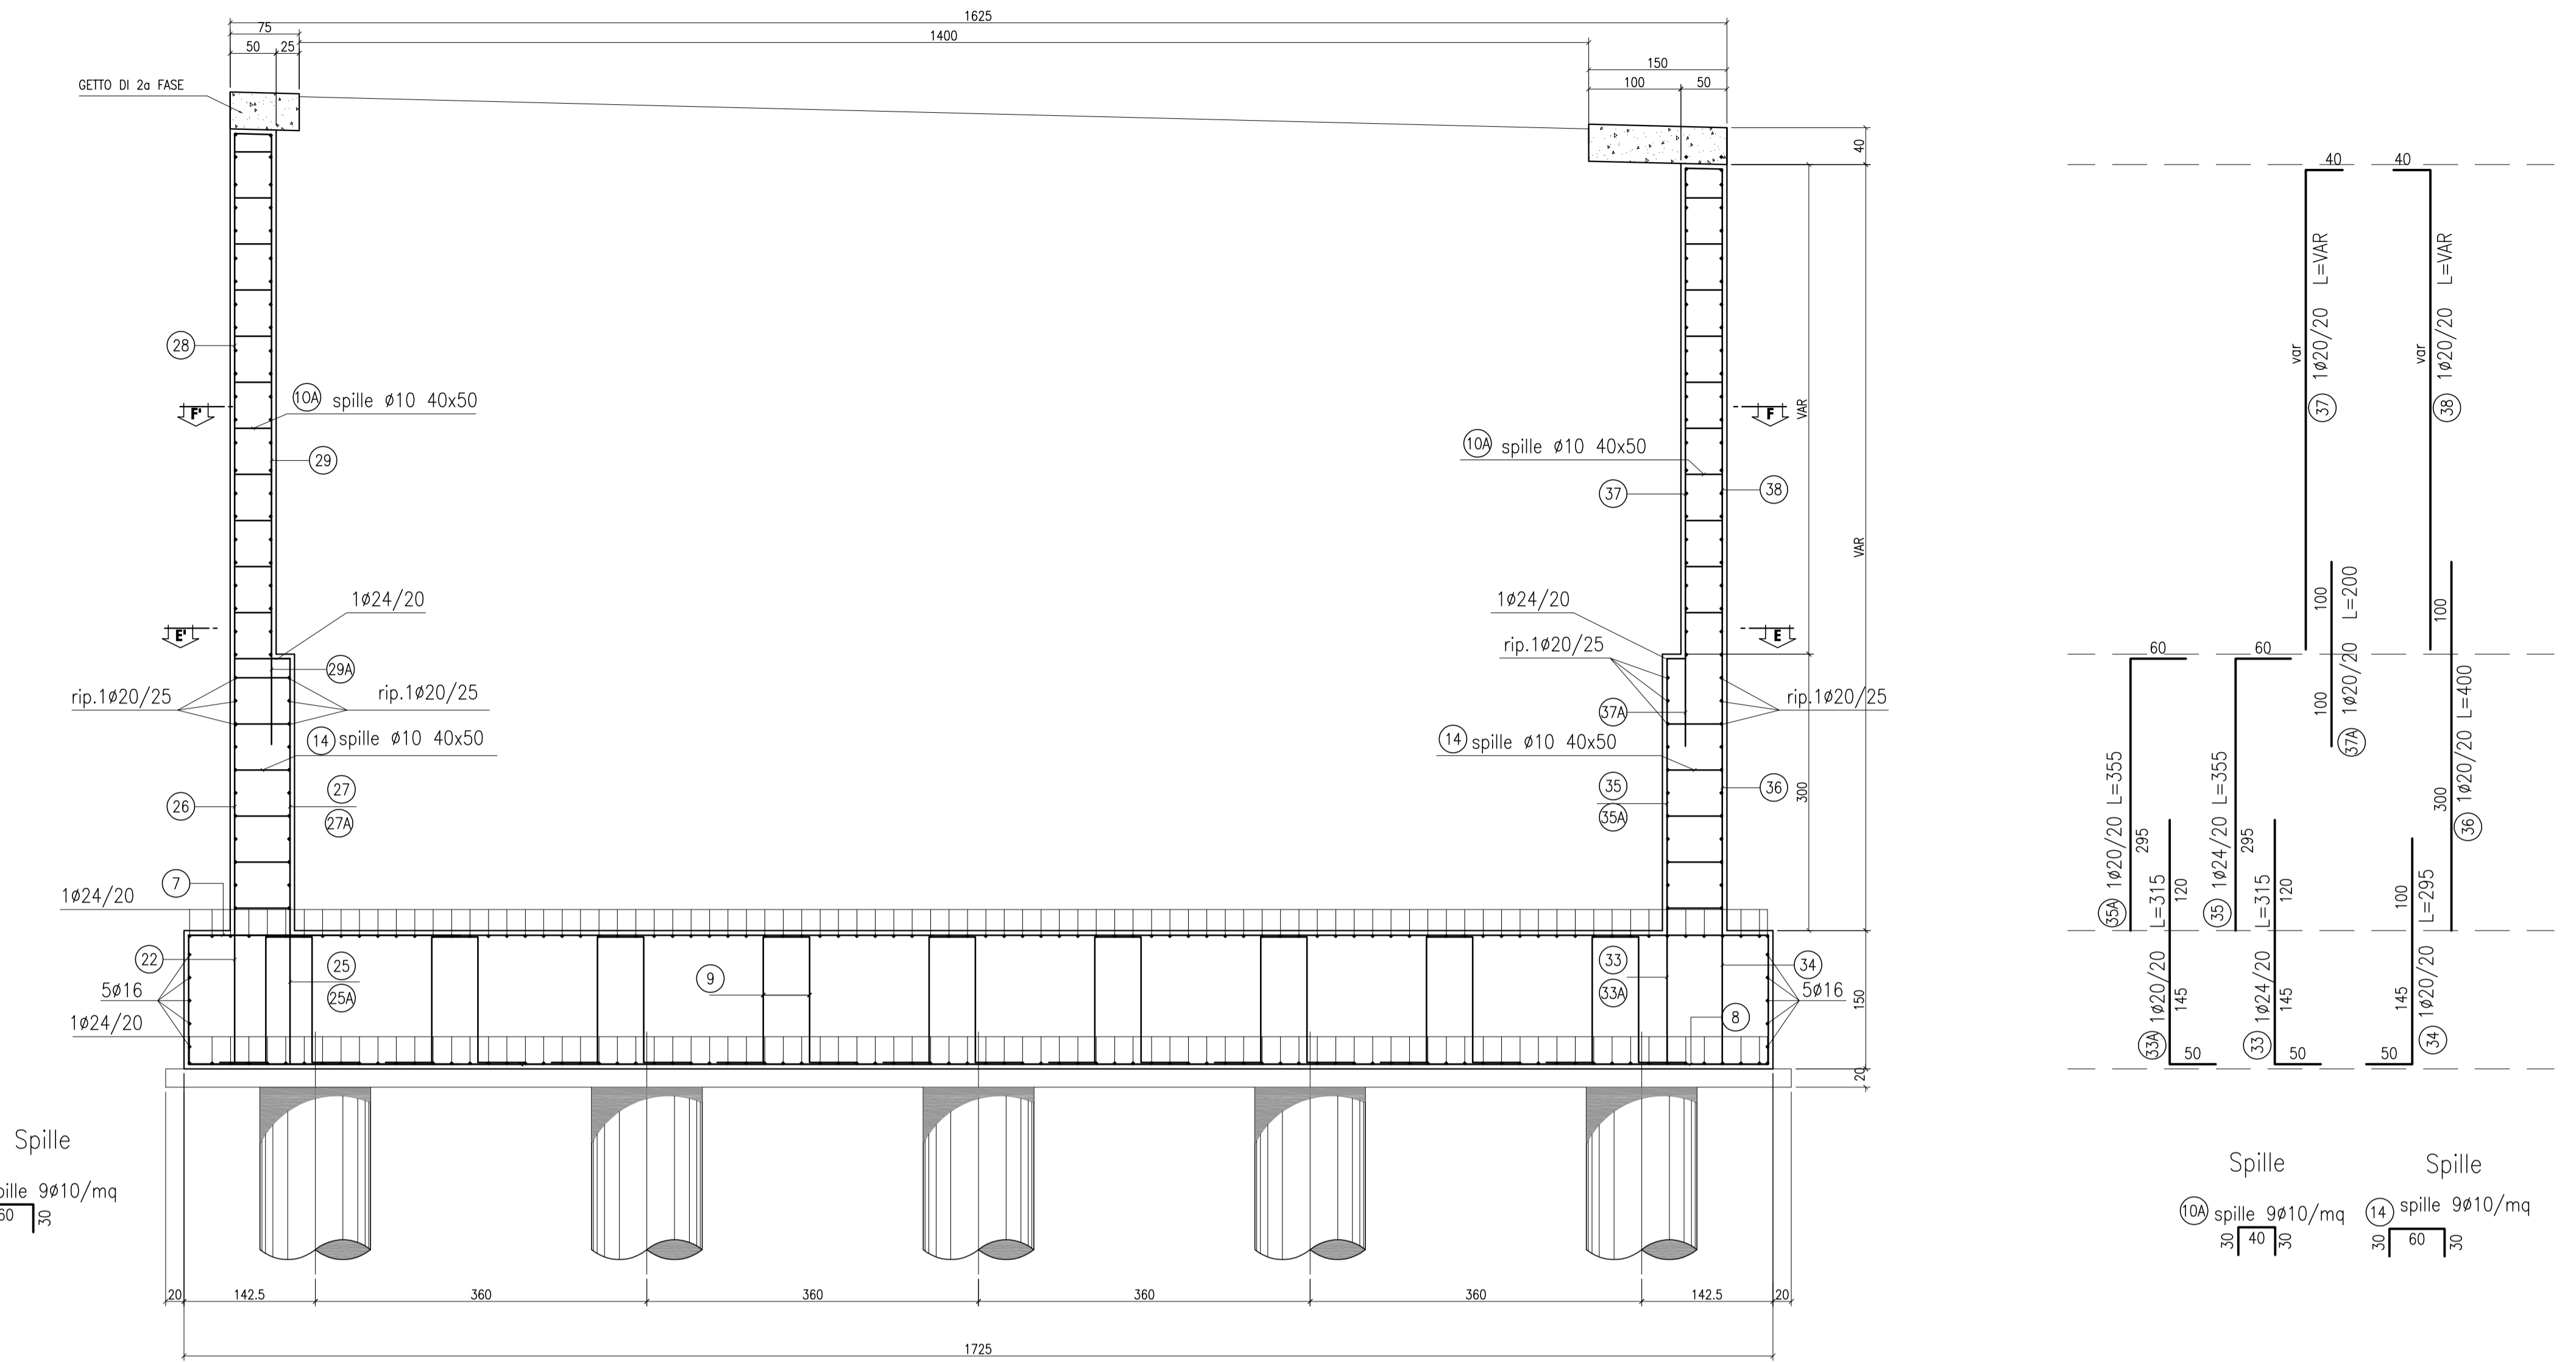 1625
75
1400
50 25
150
100 50
GETTO DI 2a FASE
40
40 40
28
10A spille ø10 40x50
F'
F
VAR
29
10A spille ø10 40x50
37
38
VAR
var
37 1ø20/20 L=VAR
var
38 1ø20/20 L=VAR
1ø24/20
1ø24/20
E'
E
rip.1ø20/25
29A
rip.1ø20/25
rip.1ø20/25
rip.1ø20/25
37A
14 spille ø10 40x50
14 spille ø10 40x50
26
27
27A
35
35A
36
300
60
60
100
100
37A 1ø20/20 L=200
100
300
36 1ø20/20 L=400
35A 1ø20/20 L=355
295
35 1ø24/20 L=355
295
7
1ø24/20
22
25
25A
9
33
33A
34
5ø16
5ø16
1ø24/20
8
150
20
33A 1ø20/20 L=315
120
145
50
33 1ø24/20 L=315
120
145
50
34 1ø20/20 L=295
100
145
50
Spille
spille 9ø10/mq
60 30
Spille
10A spille 9ø10/mq
30 40 30
Spille
14 spille 9ø10/mq
30 60 30
20 142.5 360 360 360 360 142.5 20
1725